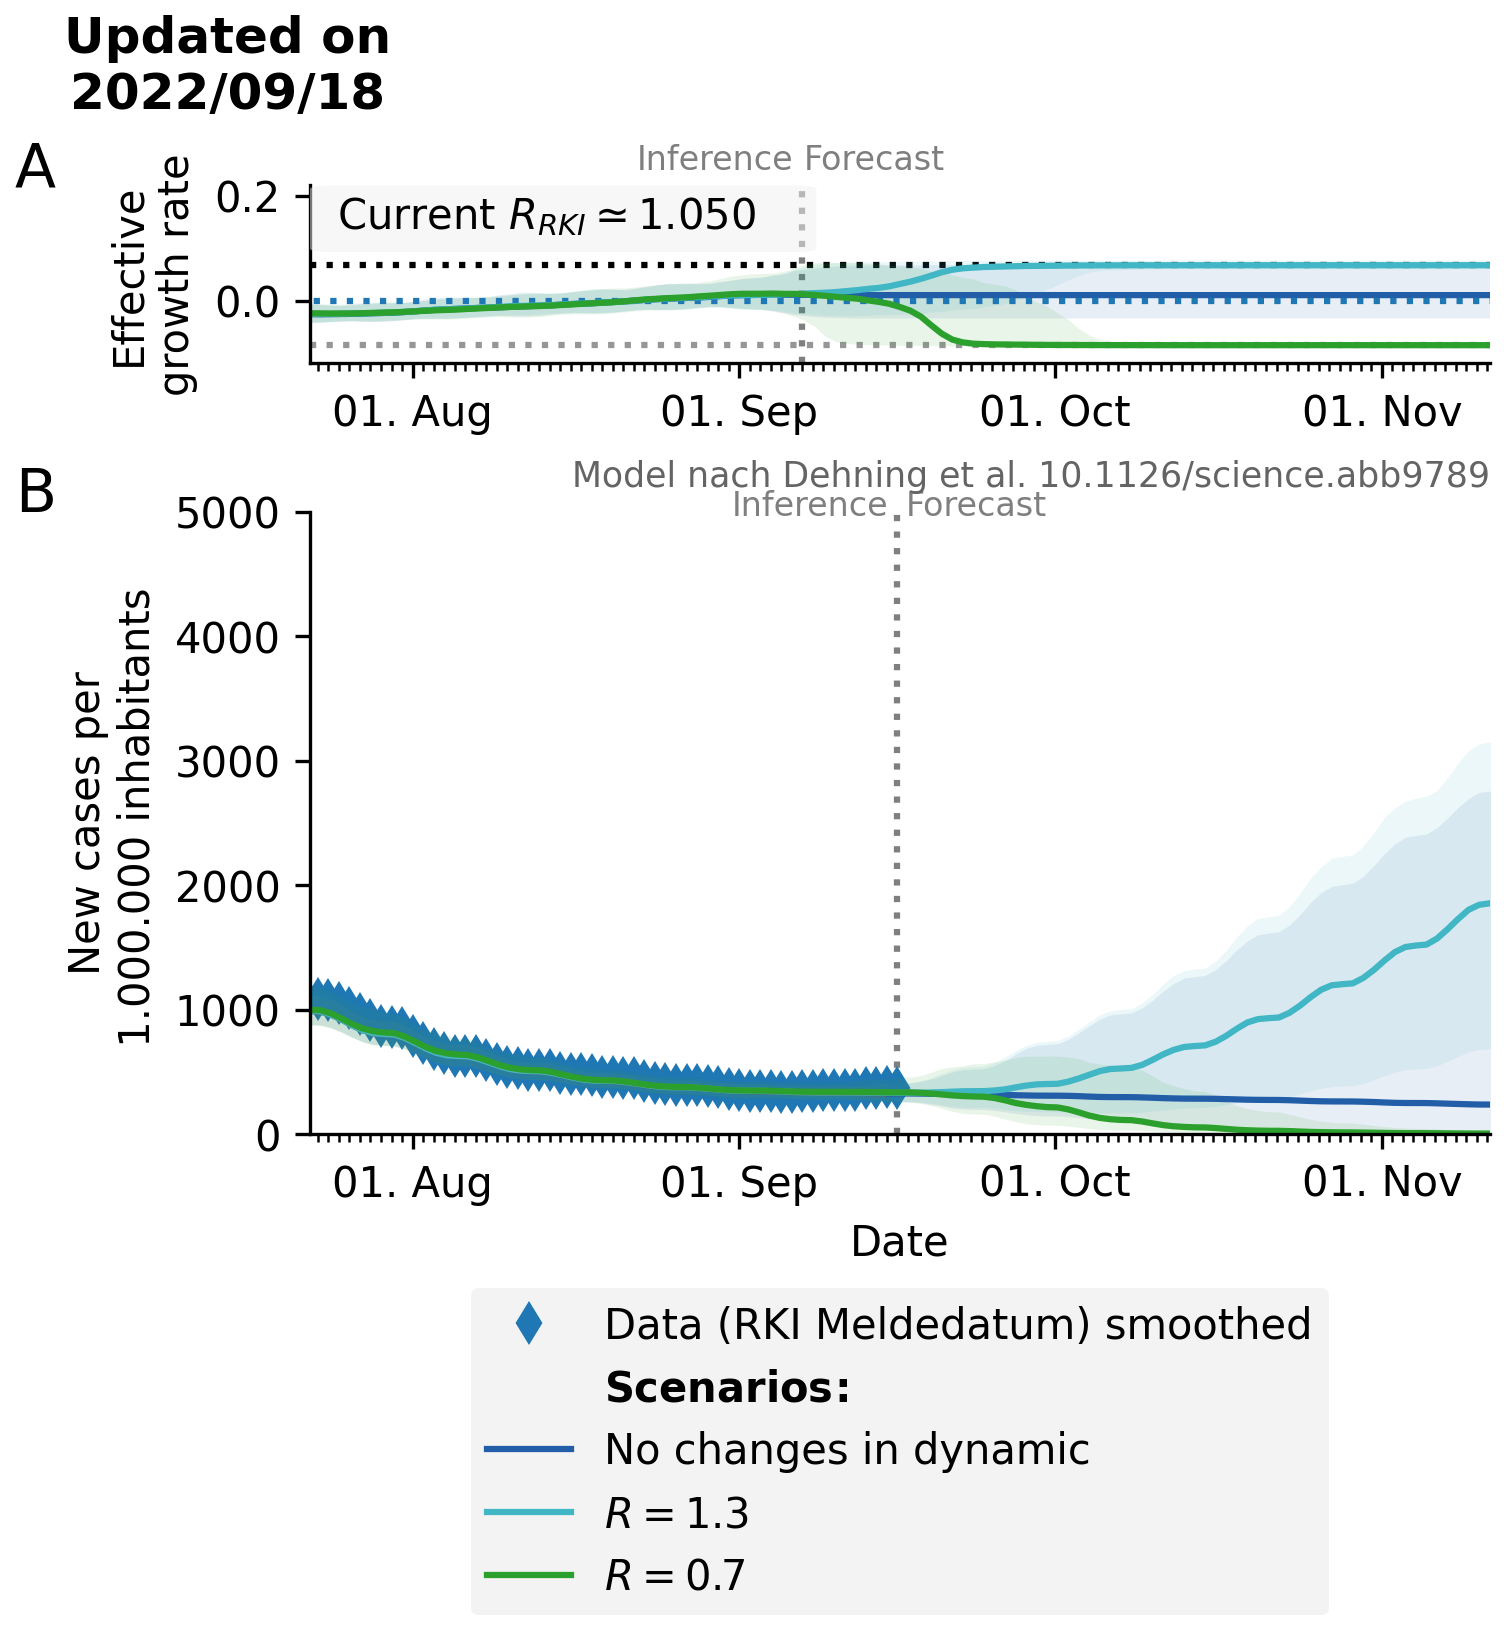 Updated on
2022/09/18
A
Inference Forecast
Effective
growth rate
0.2
0.0
Current R_RKI ≃ 1.050
01. Aug
01. Sep
01. Oct
01. Nov
B
Model nach Dehning et al. 10.1126/science.abb9789
Inference Forecast
New cases per
1.000.000 inhabitants
5000
4000
3000
2000
1000
0
01. Aug
01. Sep
01. Oct
01. Nov
Date
Data (RKI Meldedatum) smoothed
Scenarios:
No changes in dynamic
R = 1.3
R = 0.7